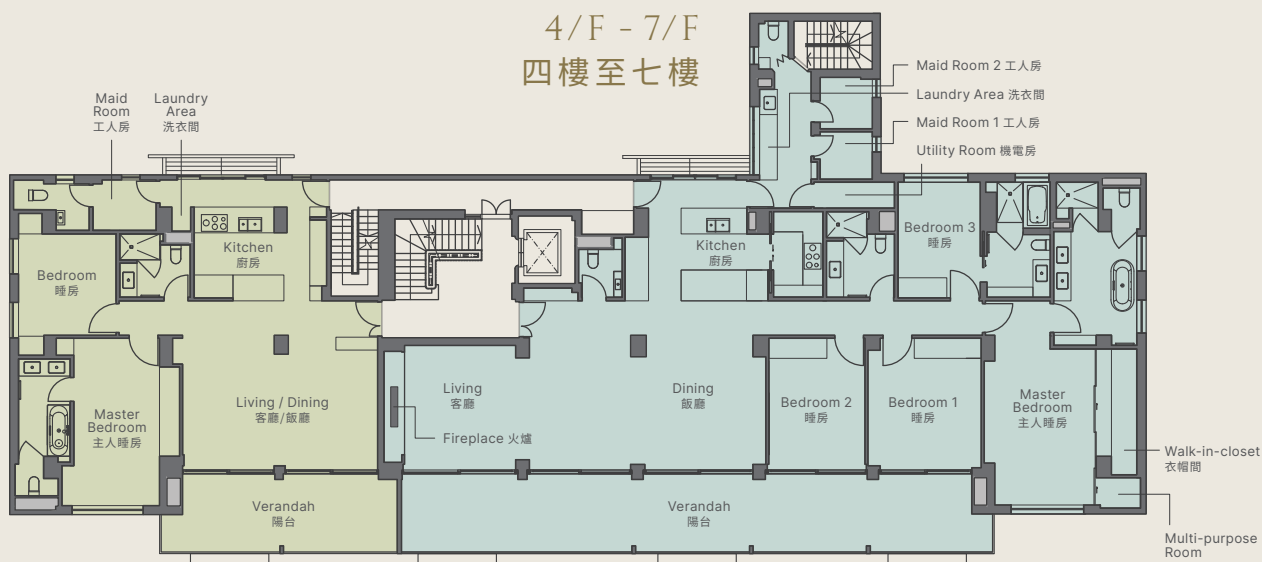 4/F - 7/F
四樓至七樓
Maid
Room
工人房
Laundry
Area
洗衣間
Maid Room 2 工人房
Laundry Area 洗衣間
Maid Room 1 工人房
Utility Room 機電房
Kitchen
廚房
Bedroom
睡房
Kitchen
廚房
Bedroom 3
睡房
Master
Bedroom
主人睡房
Living / Dining
客廳/飯廳
Living
客廳
Fireplace 火爐
Dining
飯廳
Bedroom 2
睡房
Bedroom 1
睡房
Master
Bedroom
主人睡房
Walk-in-closet
衣帽間
Verandah
陽台
Verandah
陽台
Multi-purpose
Room